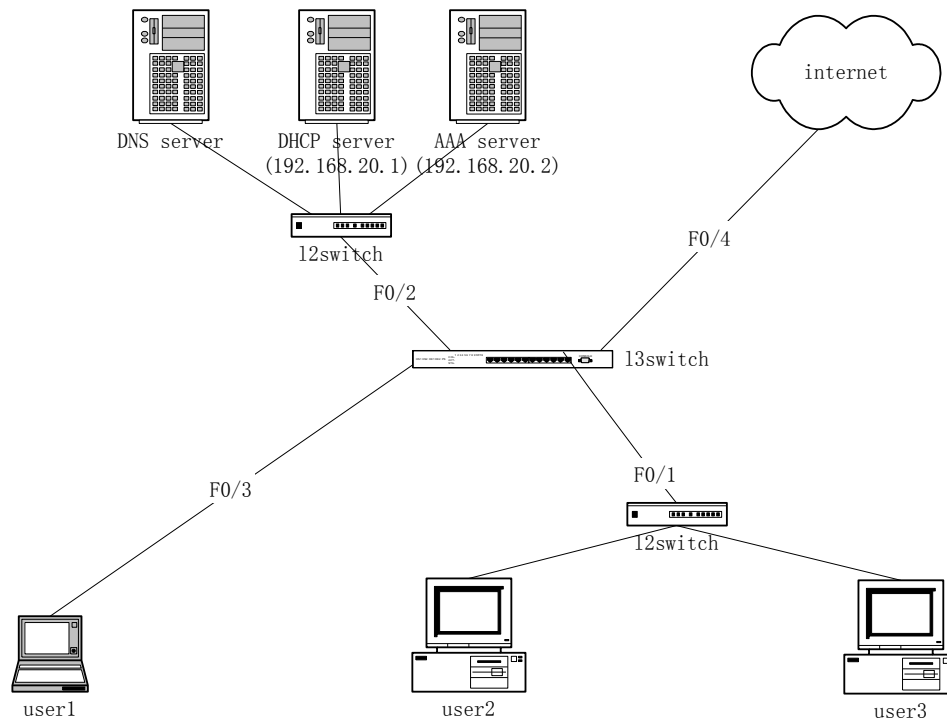 internet
DNS server
DHCP server
(192.168.20.1)
AAA server
(192.168.20.2)
l2switch
F0/4
F0/2
l3switch
F0/3
F0/1
l2switch
user1
user2
user3